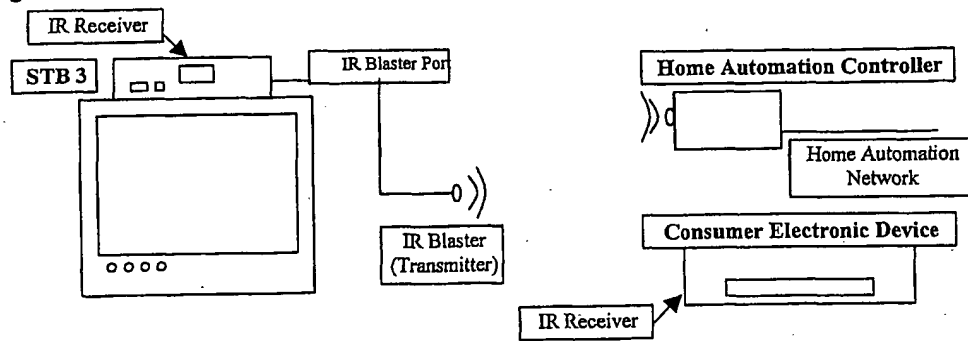 IR Receiver
STB 3
IR Blaster Por
IR Blaster
(Transmitter)
Home Automation Controller
Home Automation
Network
Consumer Electronic Device
IR Receiver